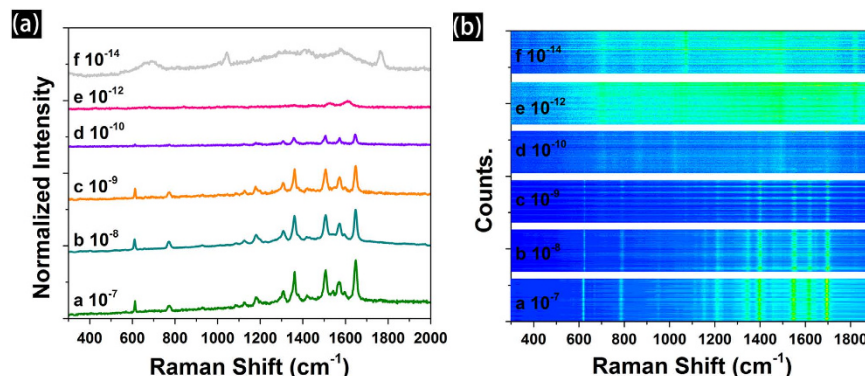 (a)
f 10⁻¹⁴
e 10⁻¹²
d 10⁻¹⁰
c 10⁻⁹
b 10⁻⁸
a 10⁻⁷
Normalized Intensity
400 600 800 1000 1200 1400 1600 1800 2000
Raman Shift (cm⁻¹)
(b)
f 10⁻¹⁴
e 10⁻¹²
d 10⁻¹⁰
c 10⁻⁹
b 10⁻⁸
a 10⁻⁷
Counts.
400 600 800 1000 1200 1400 1600 1800
Raman Shift (cm⁻¹)